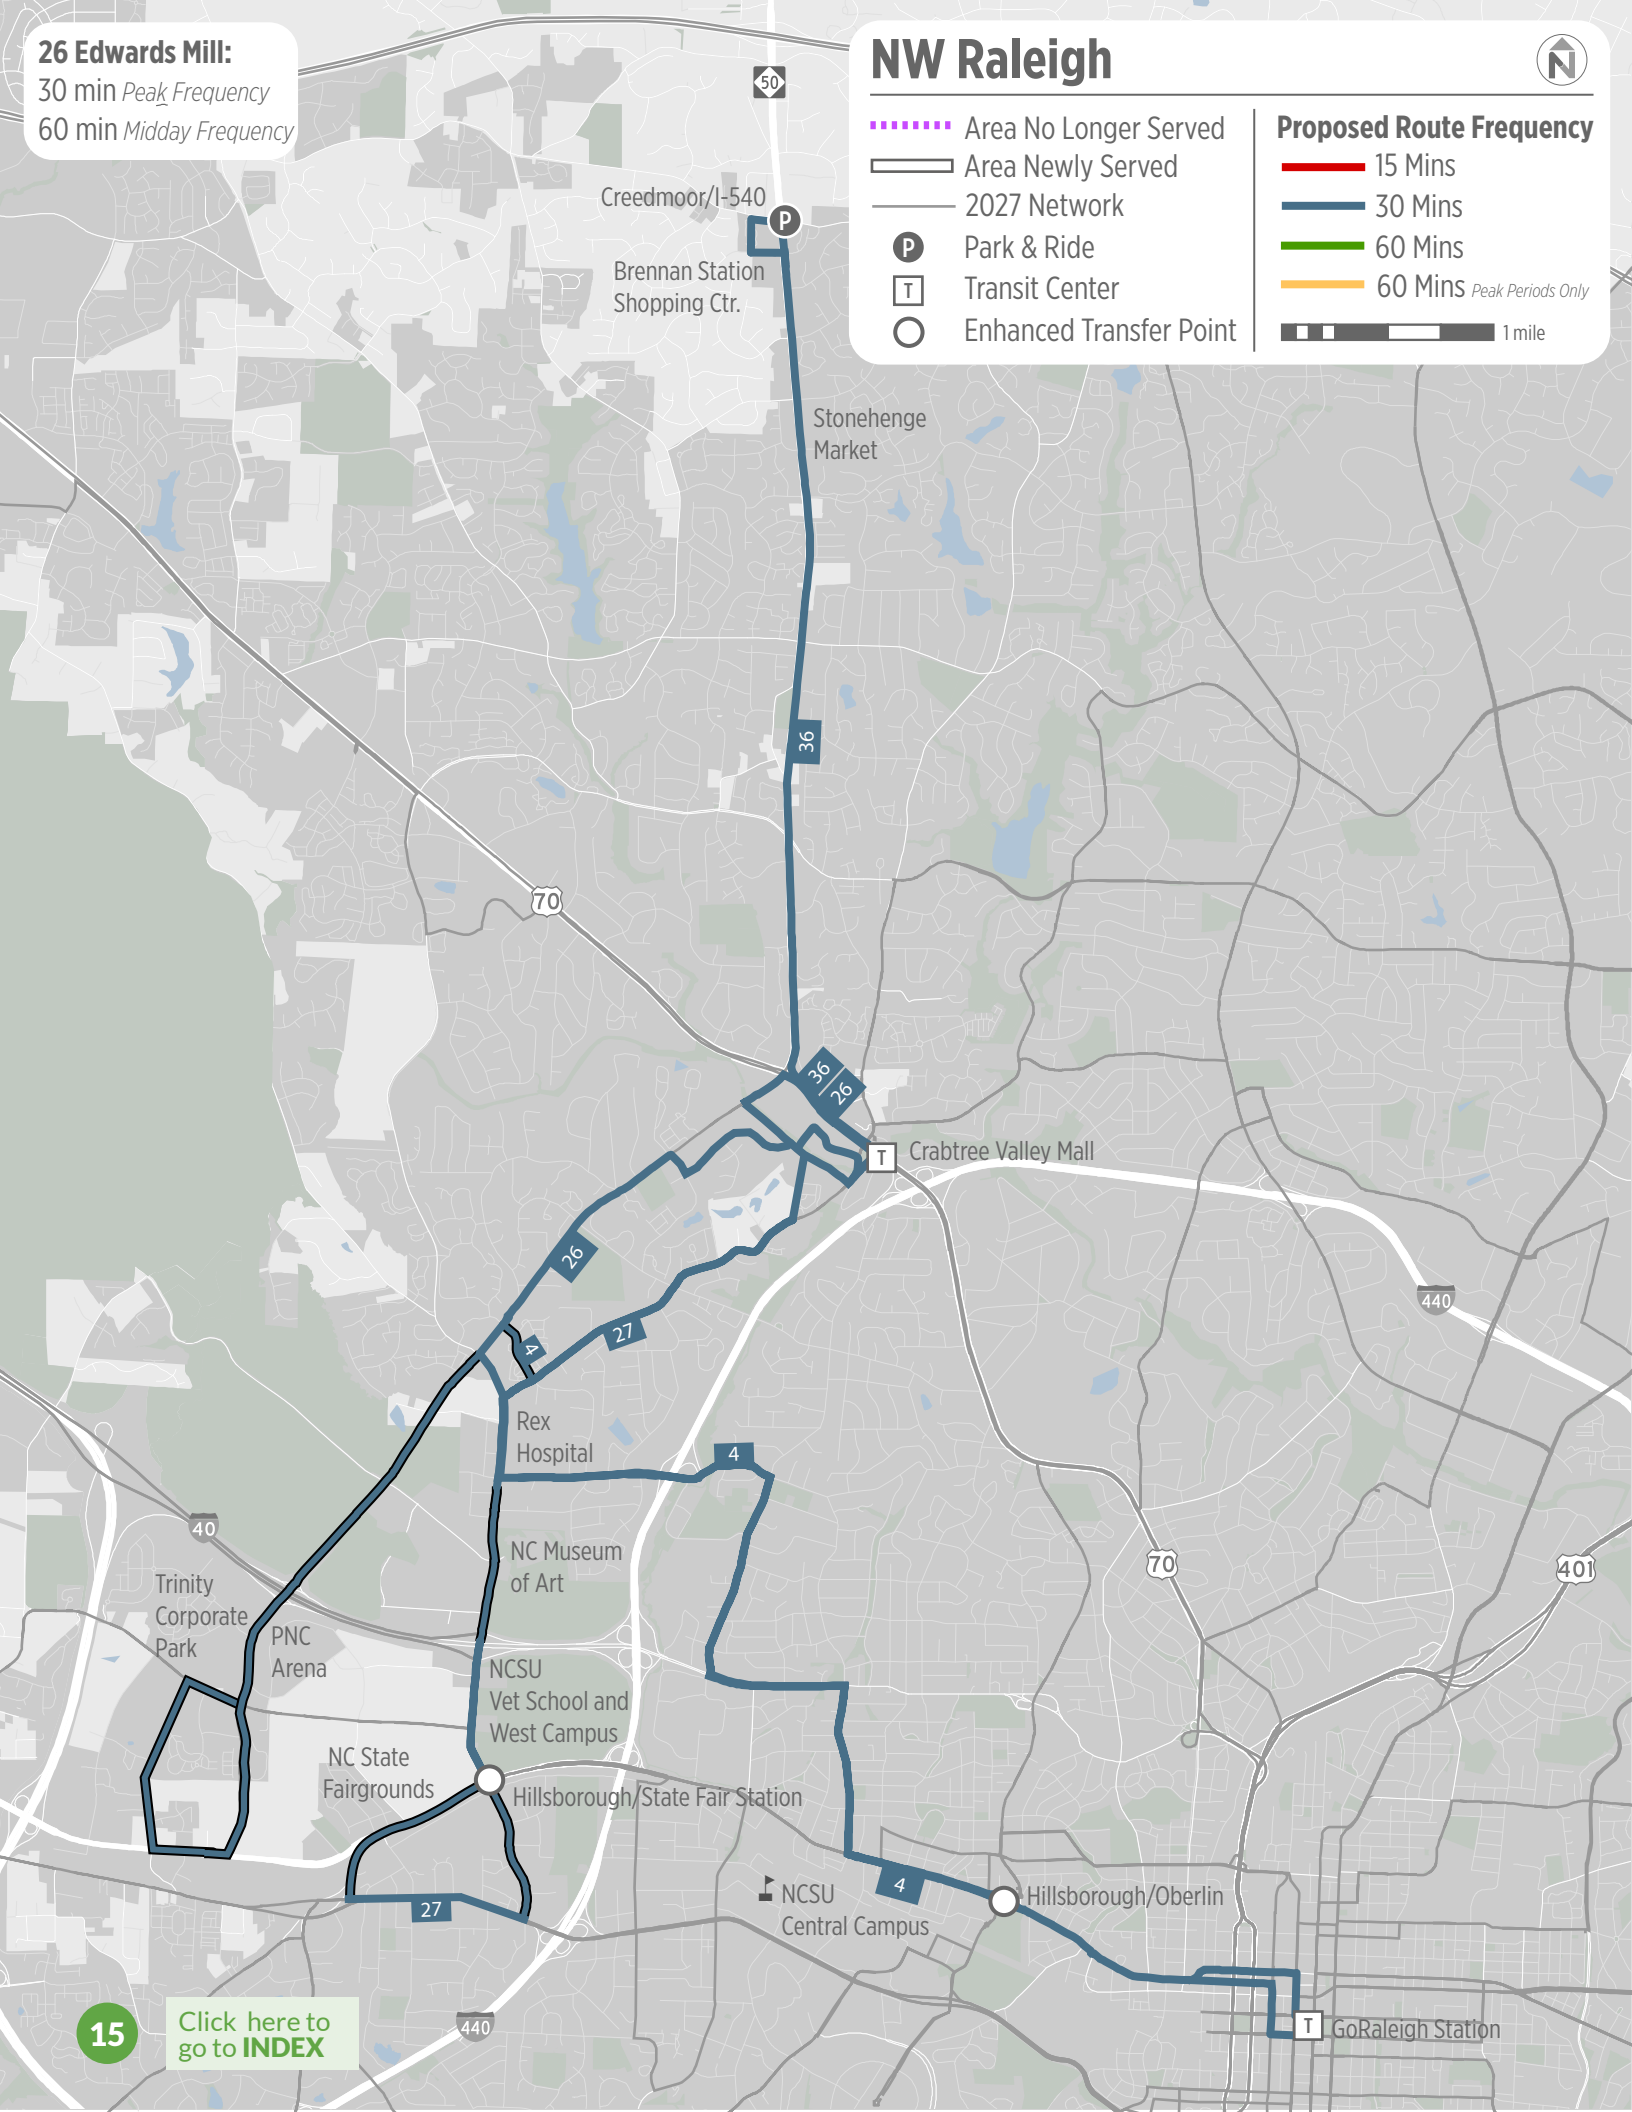 26 Edwards Mill:
30 min Peak Frequency
60 min Midday Frequency
NW Raleigh
N
Area No Longer Served
Area Newly Served
2027 Network
P Park & Ride
T Transit Center
Enhanced Transfer Point
Proposed Route Frequency
15 Mins
30 Mins
60 Mins
60 Mins Peak Periods Only
1 mile
50
Creedmoor/I-540
P
Brennan Station
Shopping Ctr.
Stonehenge
Market
36
70
36
26
T
Crabtree Valley Mall
26
440
27
4
Rex
Hospital
4
40
NC Museum
of Art
70
401
Trinity
Corporate
Park
PNC
Arena
NCSU
Vet School and
West Campus
NC State
Fairgrounds
Hillsborough/State Fair Station
4
NCSU
Central Campus
Hillsborough/Oberlin
27
440
T
GoRaleigh Station
15
Click here to
go to INDEX